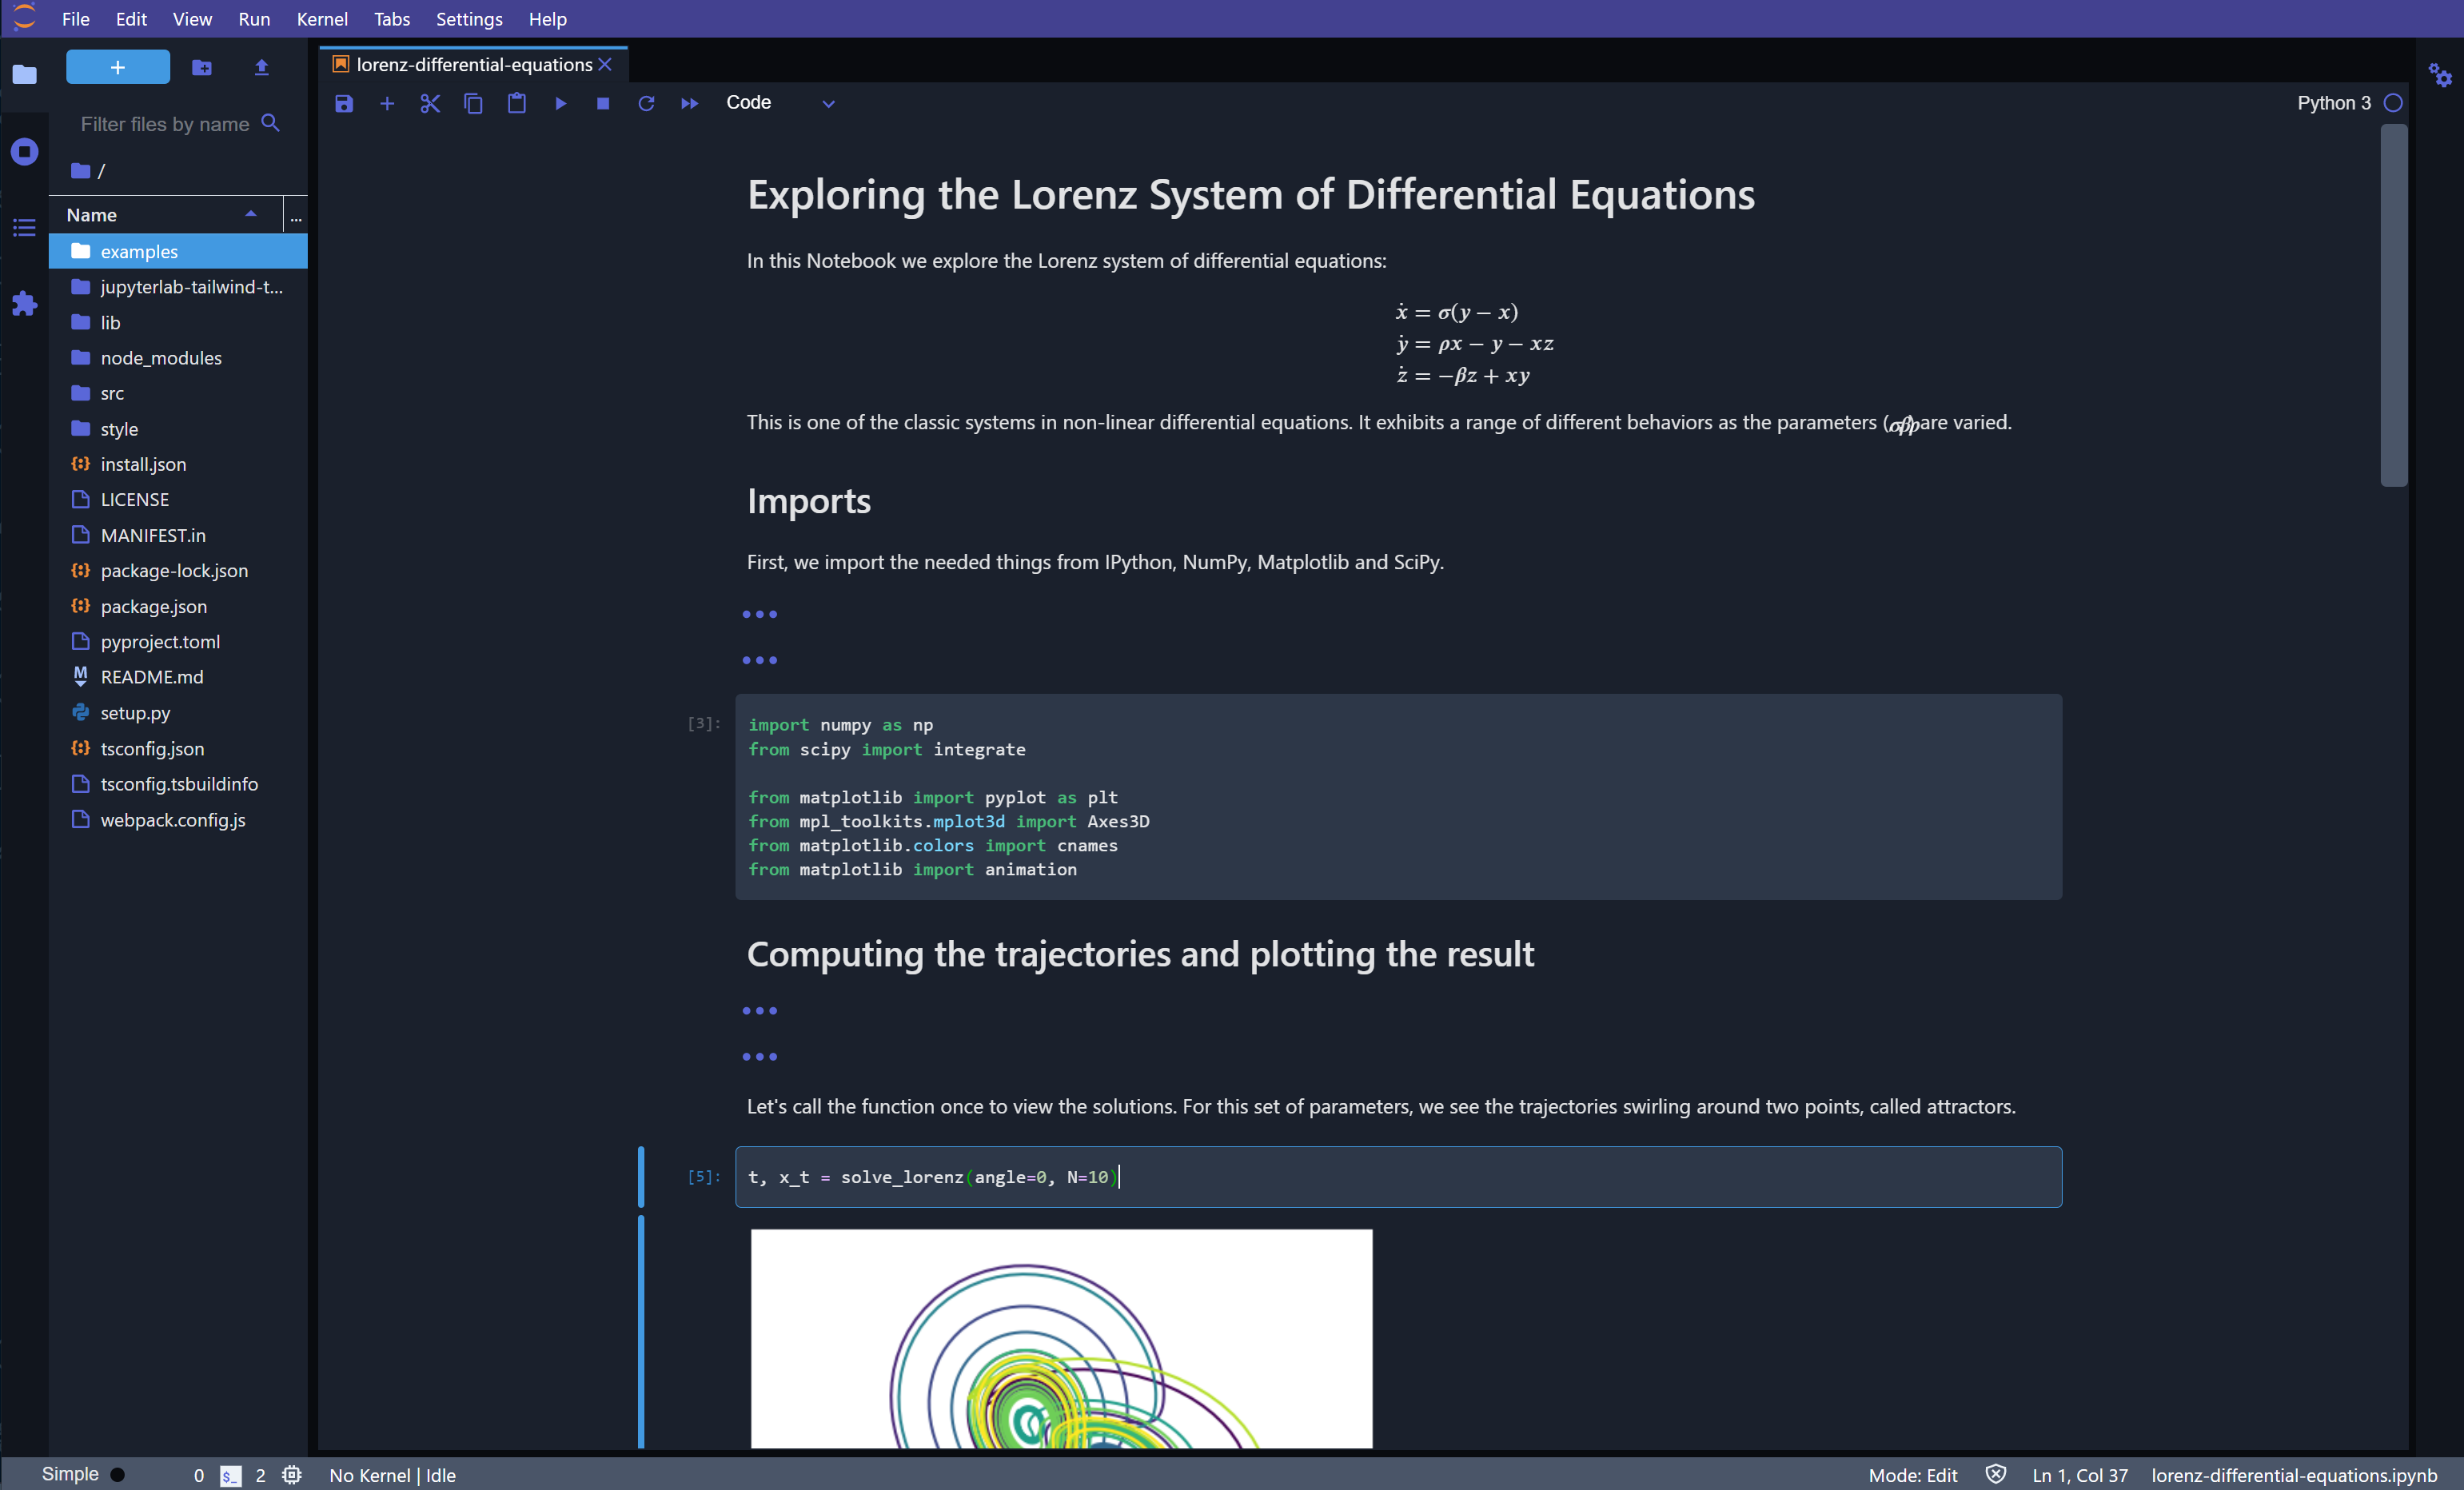 File Edit View Run Kernel Tabs Settings Help
+
Filter files by name
/
Name ...
examples
jupyterlab-tailwind-t...
lib
node_modules
src
style
install.json
LICENSE
MANIFEST.in
package-lock.json
package.json
pyproject.toml
README.md
setup.py
tsconfig.json
tsconfig.tsbuildinfo
webpack.config.js
lorenz-differential-equations
Code
Python 3
Exploring the Lorenz System of Differential Equations
In this Notebook we explore the Lorenz system of differential equations:
ẋ = σ(y − x)
ẏ = ρx − y − xz
ż = −βz + xy
This is one of the classic systems in non-linear differential equations. It exhibits a range of different behaviors as the parameters (σβρ are varied.
Imports
First, we import the needed things from IPython, NumPy, Matplotlib and SciPy.
[3]:
import numpy as np
from scipy import integrate
from matplotlib import pyplot as plt
from mpl_toolkits.mplot3d import Axes3D
from matplotlib.colors import cnames
from matplotlib import animation
Computing the trajectories and plotting the result
Let's call the function once to view the solutions. For this set of parameters, we see the trajectories swirling around two points, called attractors.
[5]:
t, x_t = solve_lorenz(angle=0, N=10)
Simple 0 $_ 2 No Kernel | Idle
Mode: Edit Ln 1, Col 37 lorenz-differential-equations.ipynb